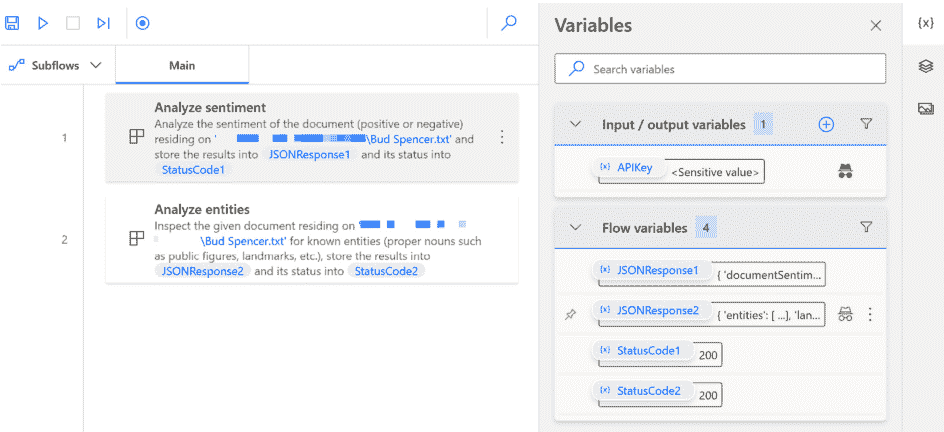 Subflows
Main
1
Analyze sentiment
Analyze the sentiment of the document (positive or negative)
residing on '\Bud Spencer.txt' and
store the results into JSONResponse1 and its status into
StatusCode1
2
Analyze entities
Inspect the given document residing on '
\Bud Spencer.txt' for known entities (proper nouns such
as public figures, landmarks, etc.), store the results into
JSONResponse2 and its status into StatusCode2
Variables
{x}
Search variables
Input / output variables 1
{x} APIKey <Sensitive value>
Flow variables 4
{x} JSONResponse1 { 'documentSentim...
{x} JSONResponse2 { 'entities': [ ...], 'lan...
{x} StatusCode1 200
{x} StatusCode2 200